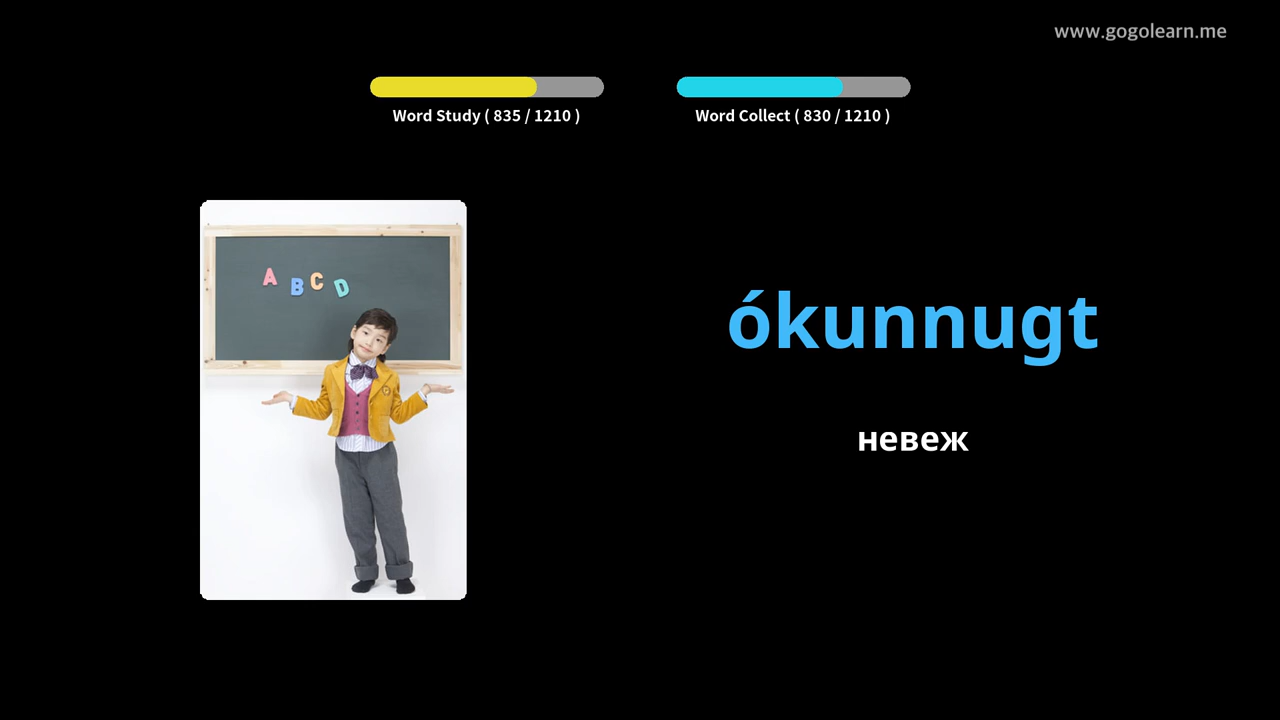 www.gogolearn.me
Word Study ( 835 / 1210 )
Word Collect ( 830 / 1210 )
A B C D
ókunnugt
невеж